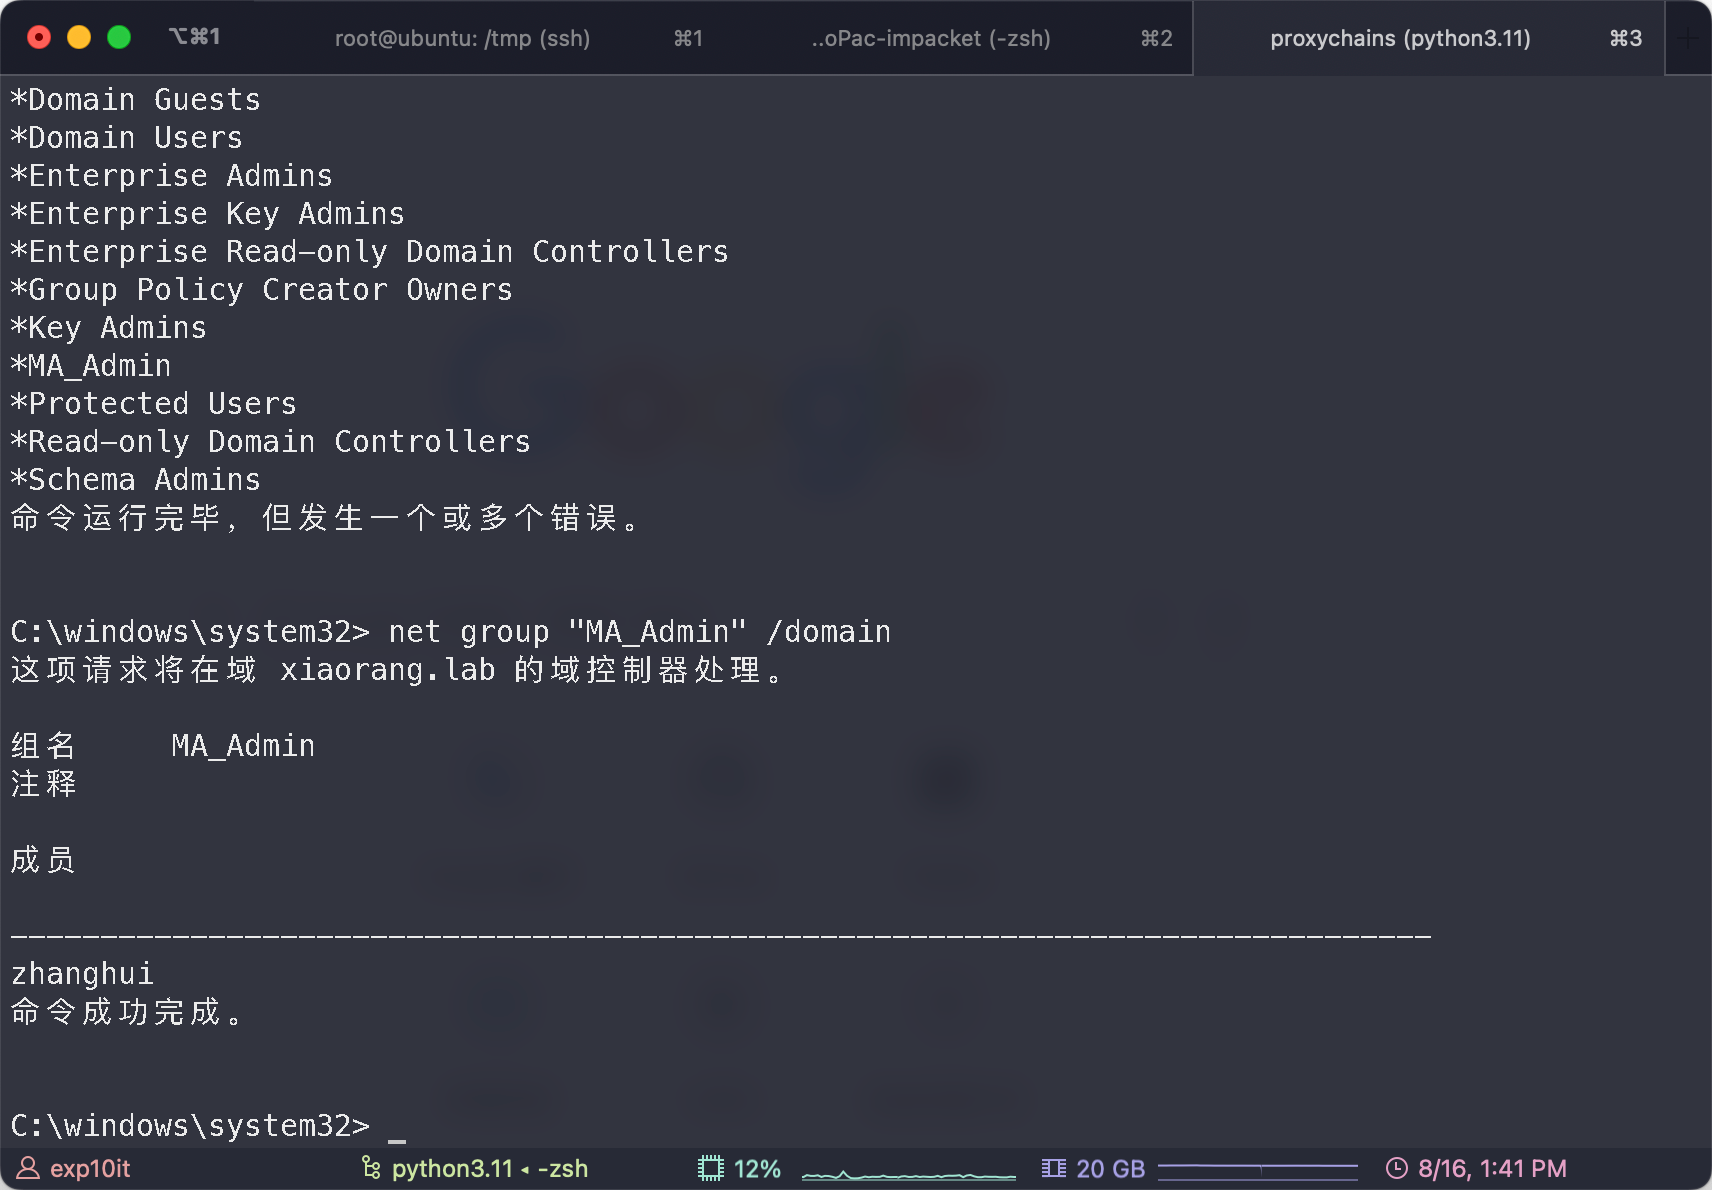 ⌥⌘1 root@ubuntu: /tmp (ssh) ⌘1 ..oPac-impacket (-zsh) ⌘2 proxychains (python3.11) ⌘3 +
*Domain Guests
*Domain Users
*Enterprise Admins
*Enterprise Key Admins
*Enterprise Read-only Domain Controllers
*Group Policy Creator Owners
*Key Admins
*MA_Admin
*Protected Users
*Read-only Domain Controllers
*Schema Admins
命令运行完毕，但发生一个或多个错误。
C:\windows\system32> net group "MA_Admin" /domain
这项请求将在域 xiaorang.lab 的域控制器处理。
组名 MA_Admin
注释
成员
-------------------------------------------------------------------------------
zhanghui
命令成功完成。
C:\windows\system32> _
exp10it python3.11 ◂ -zsh 12% 20 GB 8/16, 1:41 PM